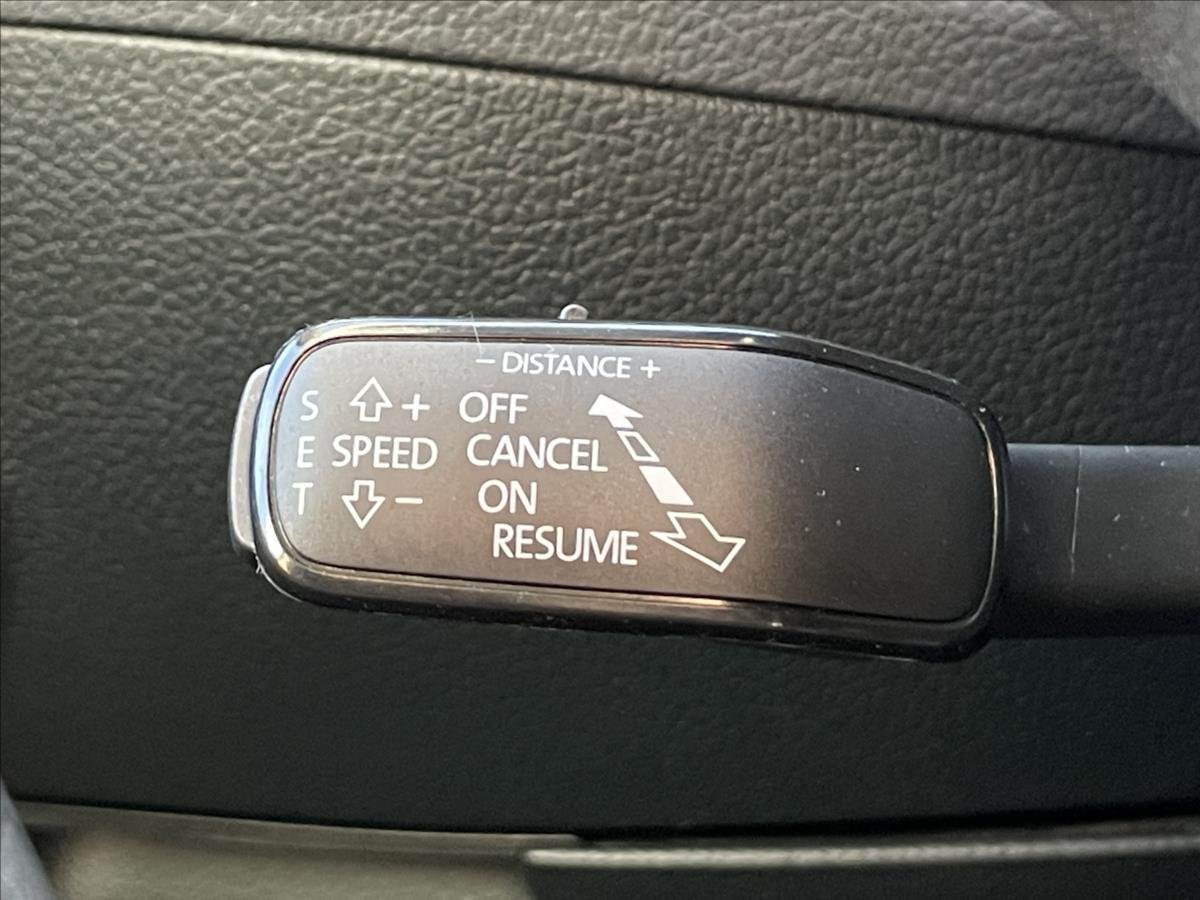 − DISTANCE +
S + OFF
E SPEED CANCEL
T − ON
RESUME